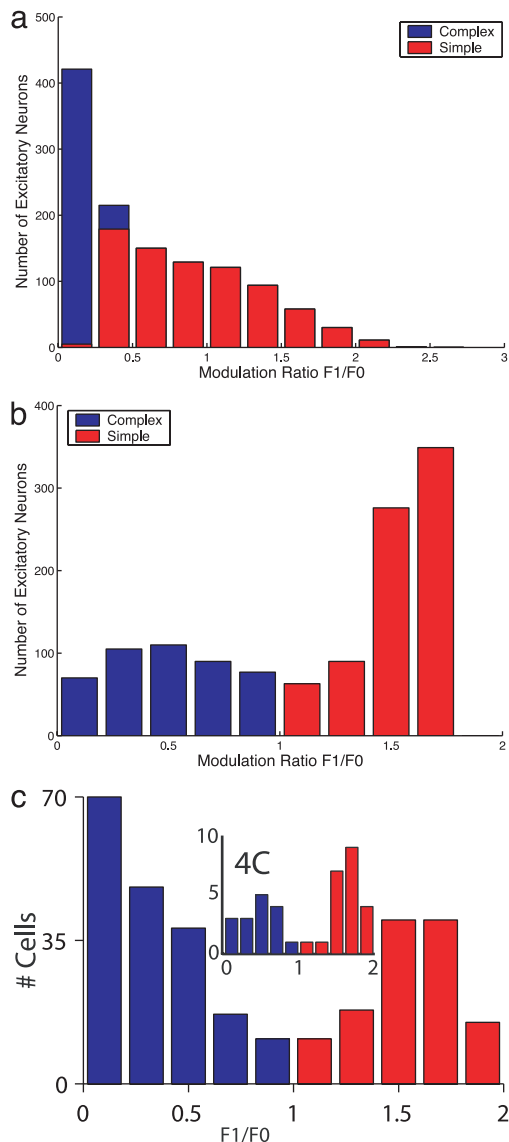 a
500
400
300
200
100
0
Number of Excitatory Neurons
Complex
Simple
0 0.5 1 1.5 2 2.5 3
Modulation Ratio F1/F0
b
400
300
200
100
0
Number of Excitatory Neurons
Complex
Simple
0 0.5 1 1.5 2
Modulation Ratio F1/F0
c
70
35
0
# Cells
10
5
0
4C
0 1 2
0 0.5 1 1.5 2
F1/F0